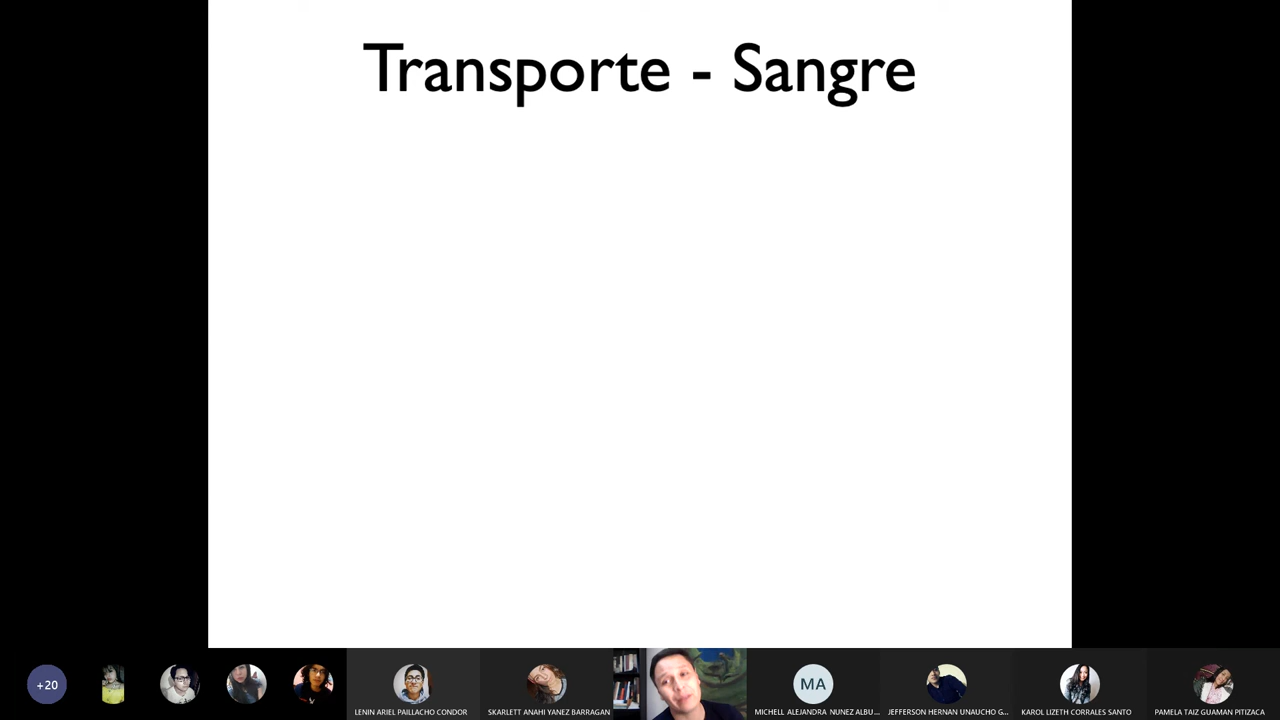 Transporte - Sangre
+20
LENIN ARIEL PAILLACHO CONDOR
SKARLETT ANAHI YANEZ BARRAGAN
MA
MICHELL ALEJANDRA NUNEZ ALBU...
JEFFERSON HERNAN UNAUCHO G...
KAROL LIZETH CORRALES SANTO
PAMELA TAIZ GUAMAN PITIZACA